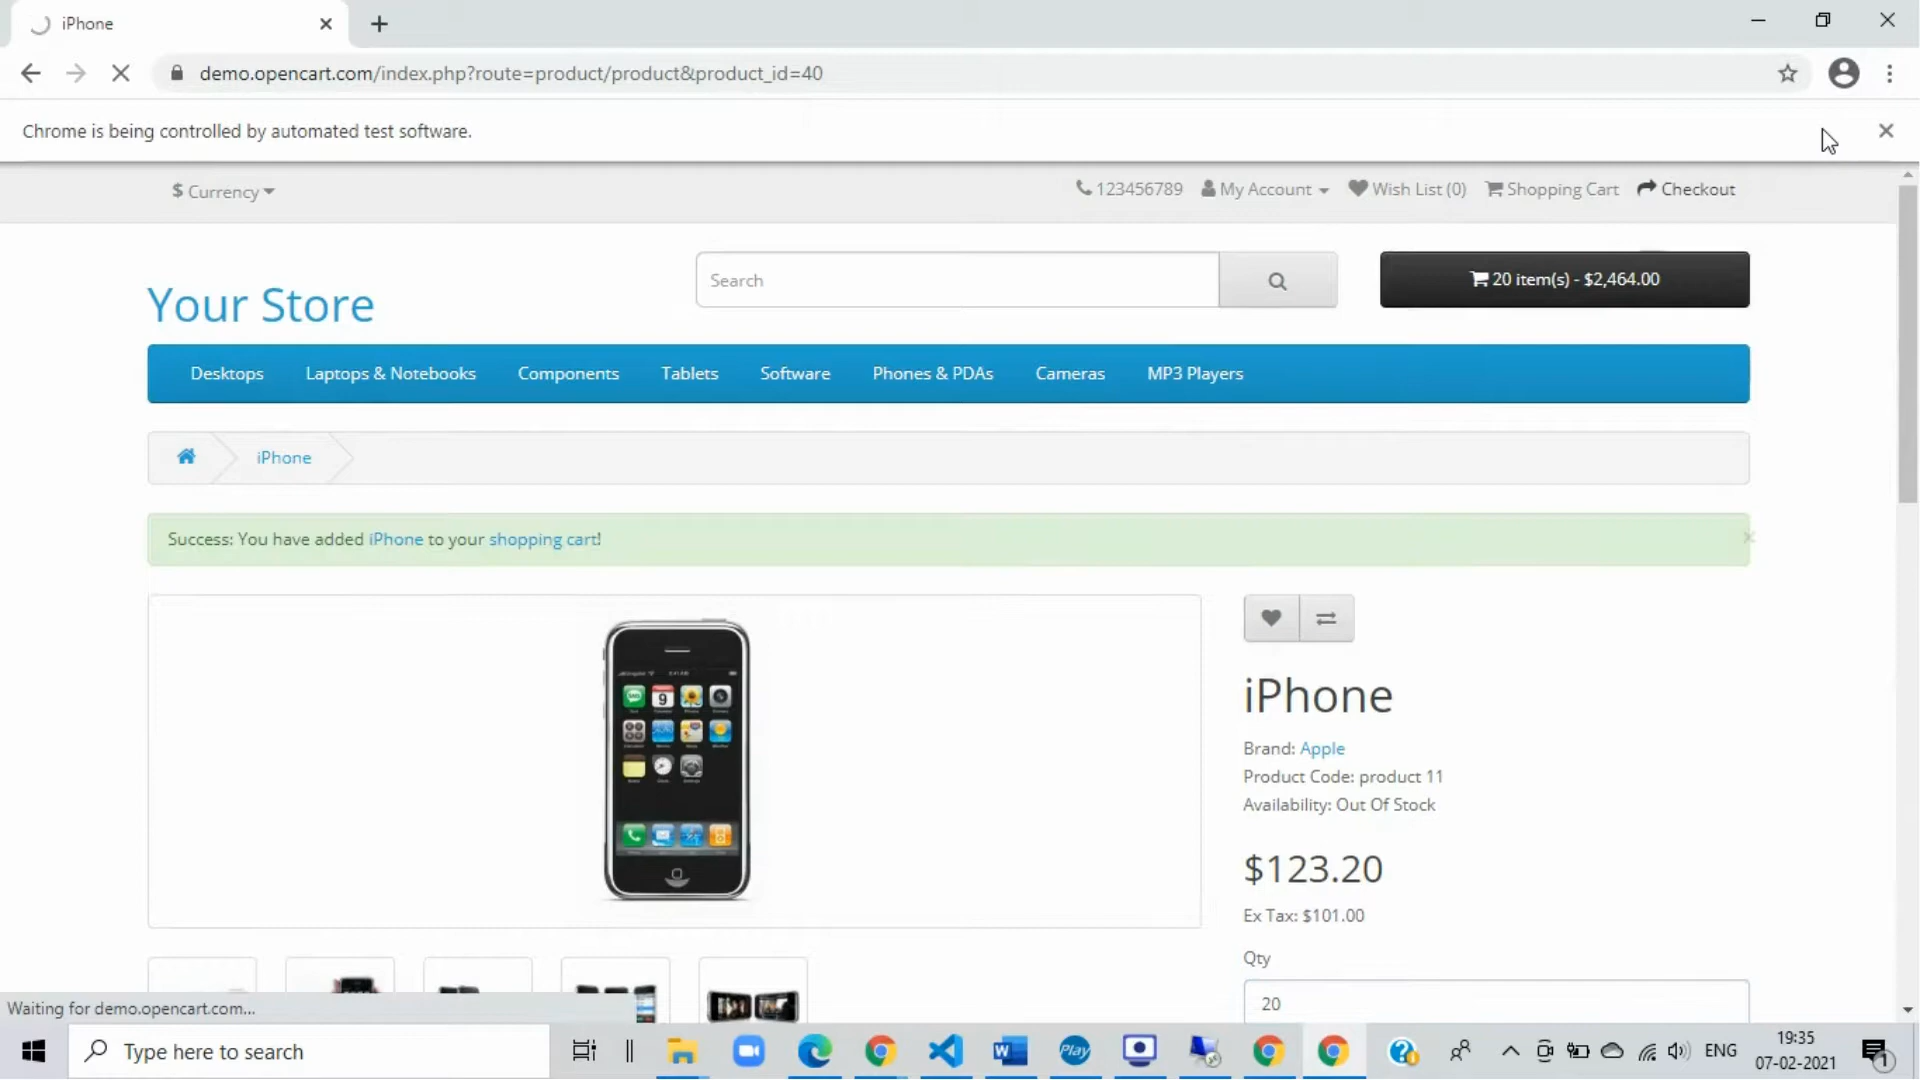 iPhone
demo.opencart.com/index.php?route=product/product&product_id=40
Chrome is being controlled by automated test software.
$ Currency
123456789 My Account Wish List (0) Shopping Cart Checkout
Your Store
Search
20 item(s) - $2,464.00
Desktops Laptops & Notebooks Components Tablets Software Phones & PDAs Cameras MP3 Players
iPhone
Success: You have added iPhone to your shopping cart!
iPhone
Brand: Apple
Product Code: product 11
Availability: Out Of Stock
$123.20
Ex Tax: $101.00
Qty
20
Waiting for demo.opencart.com...
Type here to search
Play
ENG
19:35
07-02-2021
1